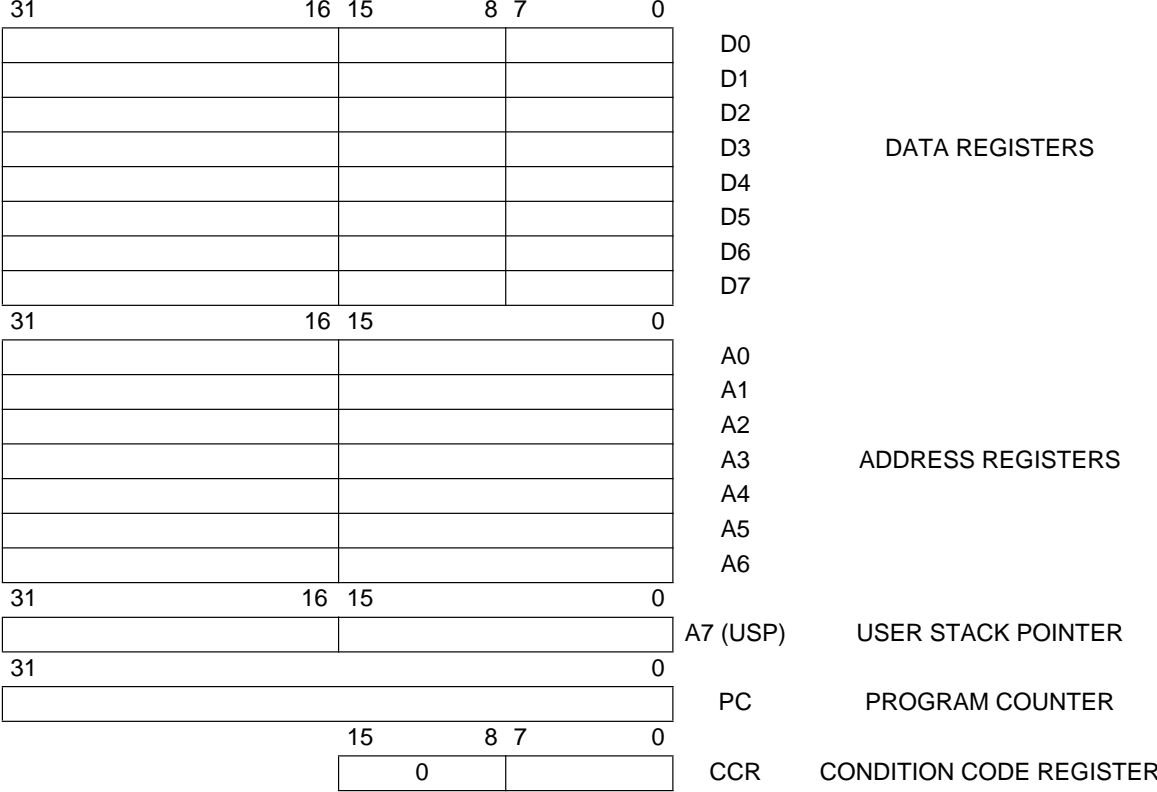 31 16 15 8 7 0
D0
D1
D2
D3 DATA REGISTERS
D4
D5
D6
D7
31 16 15 0
A0
A1
A2
A3 ADDRESS REGISTERS
A4
A5
A6
31 16 15 0
A7 (USP) USER STACK POINTER
31 0
PC PROGRAM COUNTER
15 8 7 0
0 CCR CONDITION CODE REGISTER